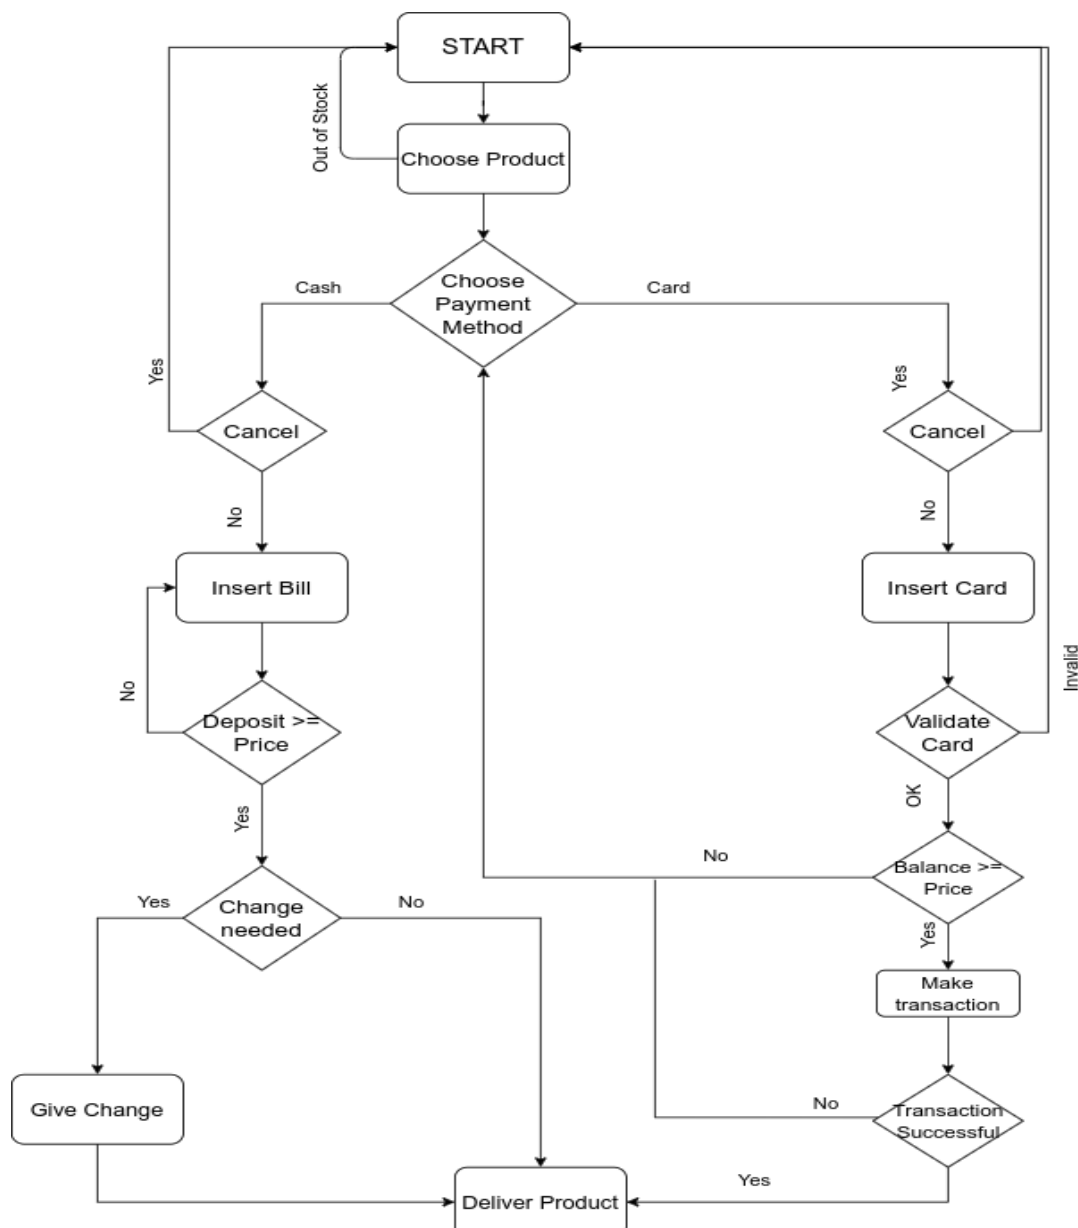 START
Out of Stock
Choose Product
Choose
Payment
Method
Cash
Card
Yes
Yes
Cancel
Cancel
No
No
Insert Bill
Insert Card
Invalid
No
Deposit >=
Price
Validate
Card
OK
Yes
No
Balance >=
Price
Yes
Change
needed
No
Yes
Make
transaction
Give Change
No
Transaction
Successful
Yes
Deliver Product